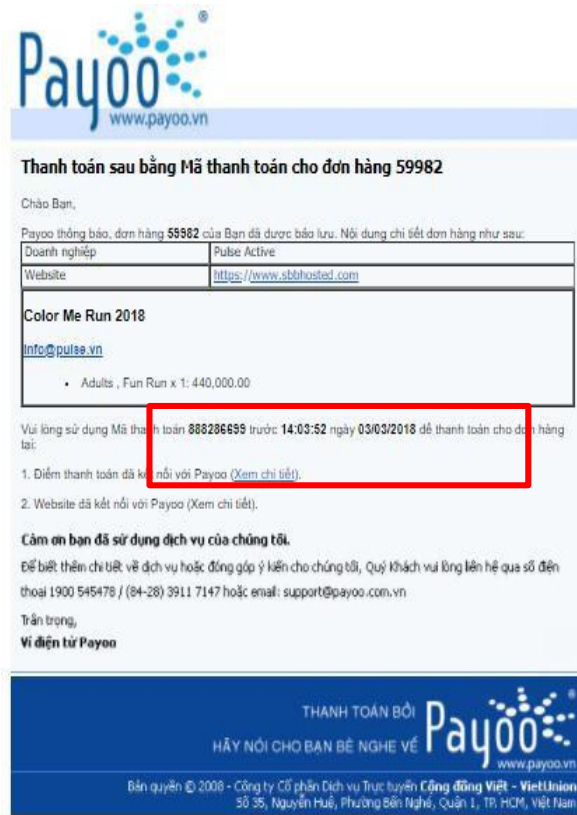 Payoo
www.payoo.vn
Thanh toán sau bằng Mã thanh toán cho đơn hàng 59982
Chào Bạn,
Payoo thông báo, đơn hàng 59982 của Bạn đã được bảo lưu. Nội dung chi tiết đơn hàng như sau:
Doanh nghiệp Pulse Active
Website https://www.sbbhosted.com
Color Me Run 2018
info@pulse.vn
• Adults , Fun Run x 1: 440,000.00
Vui lòng sử dụng Mã thanh toán 888286699 trước 14:03:52 ngày 03/03/2018 để thanh toán cho đơn hàng
tại:
1. Điểm thanh toán đã kết nối với Payoo (Xem chi tiết).
2. Website đã kết nối với Payoo (Xem chi tiết).
Cảm ơn bạn đã sử dụng dịch vụ của chúng tôi.
Để biết thêm chi tiết về dịch vụ hoặc đóng góp ý kiến cho chúng tôi, Quý Khách vui lòng liên hệ qua số điện
thoại 1900 545478 / (84-28) 3911 7147 hoặc email: support@payoo.com.vn
Trân trọng,
Ví điện tử Payoo
THANH TOÁN BỞI
HÃY NÓI CHO BẠN BÈ NGHE VỀ
Payoo
www.payoo.vn
Bản quyền © 2008 - Công ty Cổ phần Dịch vụ Trực tuyến Cộng đồng Việt - VietUnion
Số 35, Nguyễn Huệ, Phường Bến Nghé, Quận 1, TP. HCM, Việt Nam